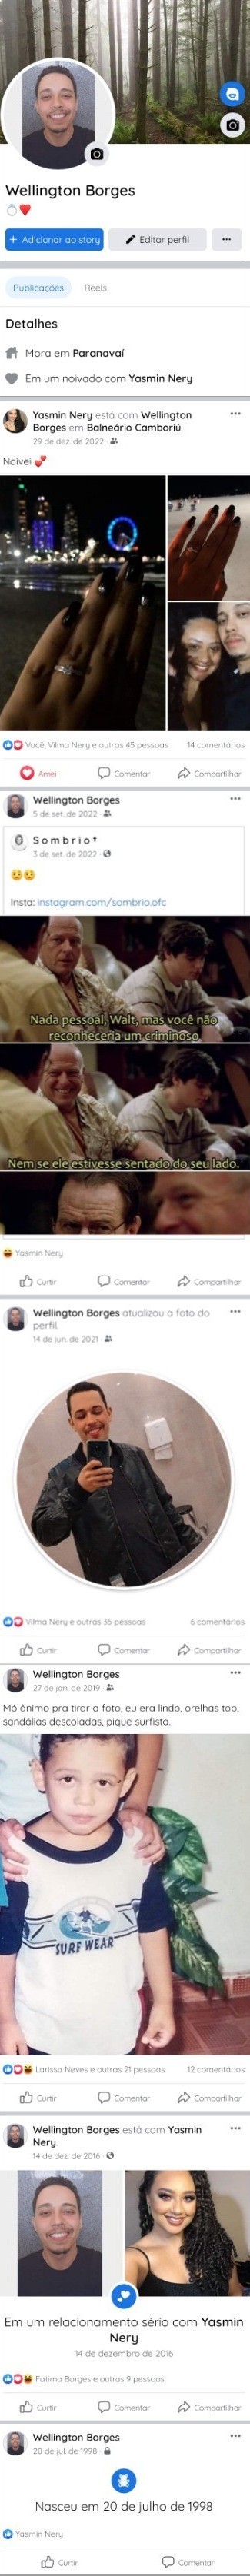 Wellington Borges
💍❤️
+ Adicionar ao story
Editar perfil
...
Publicações
Reels
Detalhes
Mora em Paranavaí
Em um noivado com Yasmin Nery
Yasmin Nery está com Wellington
Borges em Balneário Camboriú.
29 de dez. de 2022 ·
Noivei 💕
Você, Vilma Nery e outras 45 pessoas
14 comentários
Amei
Comentar
Compartilhar
Wellington Borges
5 de set. de 2022 ·
Sombrio†
3 de set. de 2022 ·
😢😢
Insta: instagram.com/sombrio.ofc
Nada pessoal, Walt, mas você não
reconheceria um criminoso
Nem se ele estivesse sentado do seu lado.
Yasmin Nery
Curtir
Comentar
Compartilhar
Wellington Borges atualizou a foto do
perfil.
14 de jun. de 2021 ·
Vilma Nery e outras 35 pessoas
6 comentários
Curtir
Comentar
Compartilhar
Wellington Borges
27 de jan. de 2019 ·
Mó ânimo pra tirar a foto, eu era lindo, orelhas top,
sandálias descoladas, pique surfista.
SURF WEAR
Larissa Neves e outras 21 pessoas
12 comentários
Curtir
Comentar
Compartilhar
Wellington Borges está com Yasmin
Nery.
14 de dez. de 2016 ·
Em um relacionamento sério com Yasmin
Nery
14 de dezembro de 2016
Fatima Borges e outras 9 pessoas
Curtir
Comentar
Compartilhar
Wellington Borges
20 de jul. de 1998 ·
Nasceu em 20 de julho de 1998
Yasmin Nery
Curtir
Comentar